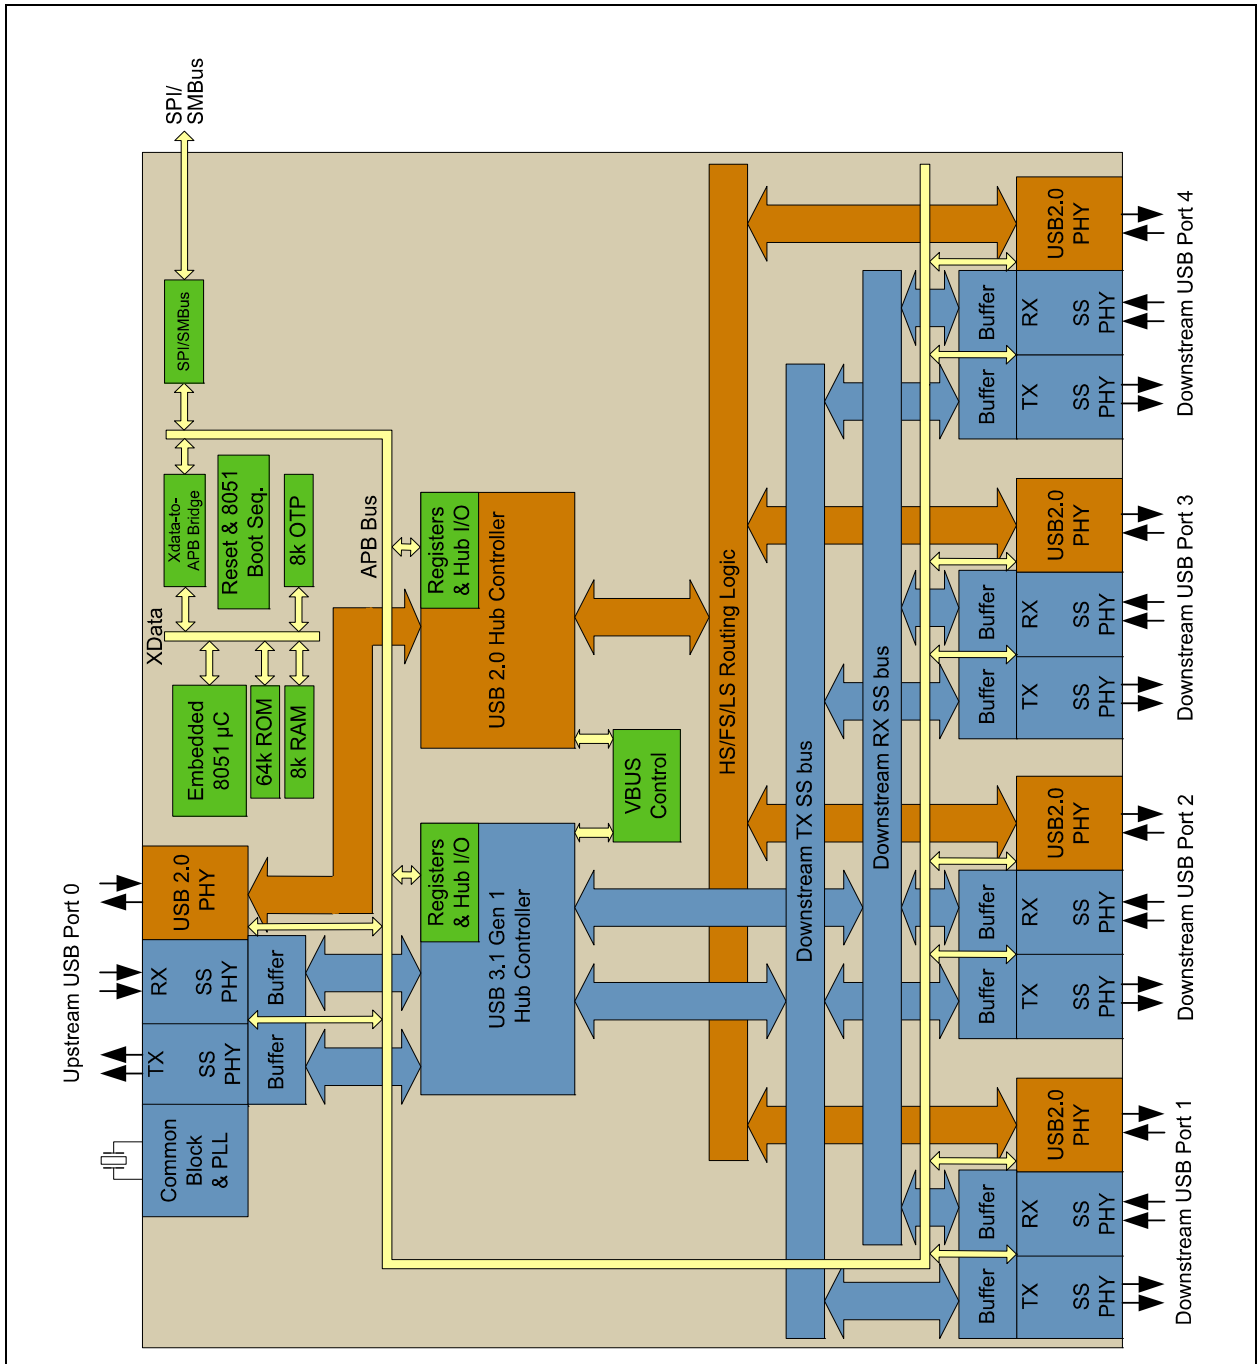 SPI/
SMBus
SPI/SMBus
Xdata-to-
APB Bridge
Reset & 8051
Boot Seq.
8k OTP
XData
Embedded
8051 µC
64k ROM
8k RAM
APB Bus
Upstream USB Port 0
USB 2.0
PHY
RX
SS
PHY
Buffer
TX
SS
PHY
Buffer
Common
Block
& PLL
Registers
& Hub I/O
USB 2.0 Hub Controller
VBUS
Control
Registers
& Hub I/O
USB 3.1 Gen 1
Hub Controller
HS/FS/LS Routing Logic
Downstream TX SS bus
Downstream RX SS bus
USB2.0
PHY
Buffer
RX
SS
PHY
Buffer
TX
SS
PHY
Downstream USB Port 4
USB2.0
PHY
Buffer
RX
SS
PHY
Buffer
TX
SS
PHY
Downstream USB Port 3
USB2.0
PHY
Buffer
RX
SS
PHY
Buffer
TX
SS
PHY
Downstream USB Port 2
USB2.0
PHY
Buffer
RX
SS
PHY
Buffer
TX
SS
PHY
Downstream USB Port 1